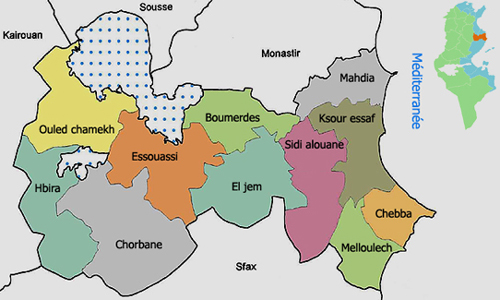 Sousse
Kairouan
Monastir
Méditerranée
Mahdia
Ksour essaf
Boumerdes
Ouled chamekh
Sidi alouane
Essouassi
Hbira
El jem
Chebba
Chorbane
Melloulech
Sfax